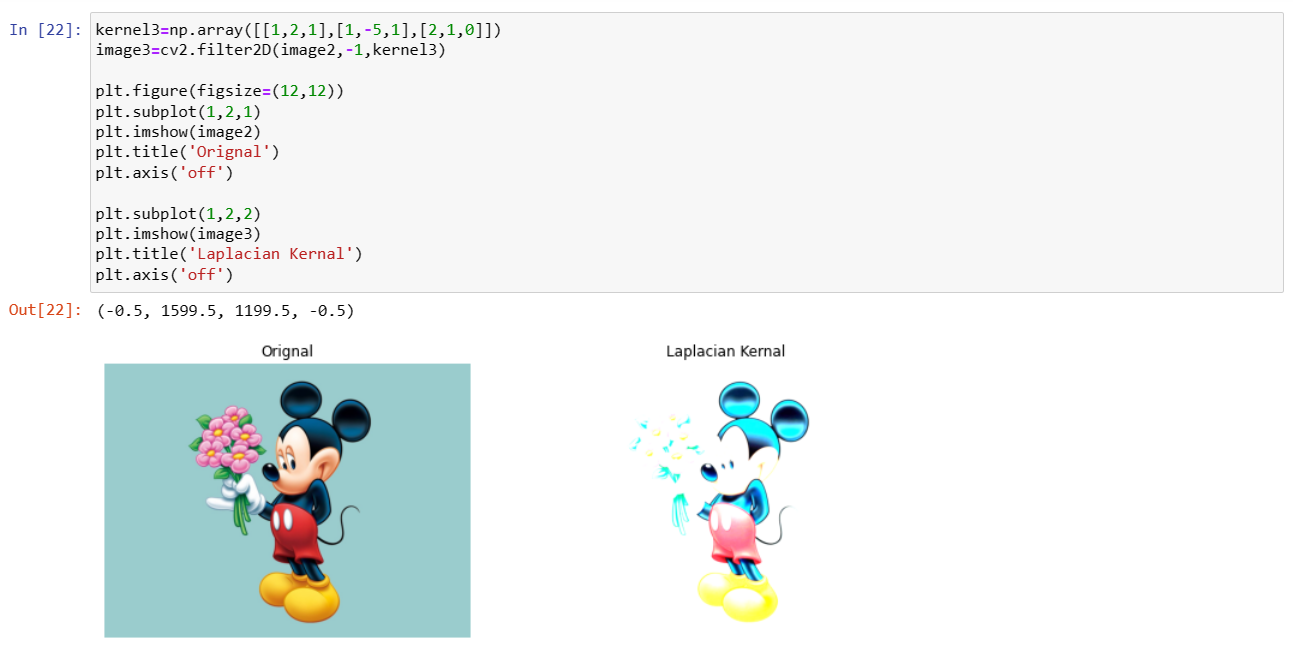 In [22]: kernel3=np.array([[1,2,1],[1,-5,1],[2,1,0]])
image3=cv2.filter2D(image2,-1,kernel3)
plt.figure(figsize=(12,12))
plt.subplot(1,2,1)
plt.imshow(image2)
plt.title('Orignal')
plt.axis('off')
plt.subplot(1,2,2)
plt.imshow(image3)
plt.title('Laplacian Kernal')
plt.axis('off')
Out[22]: (-0.5, 1599.5, 1199.5, -0.5)
Orignal
Laplacian Kernal